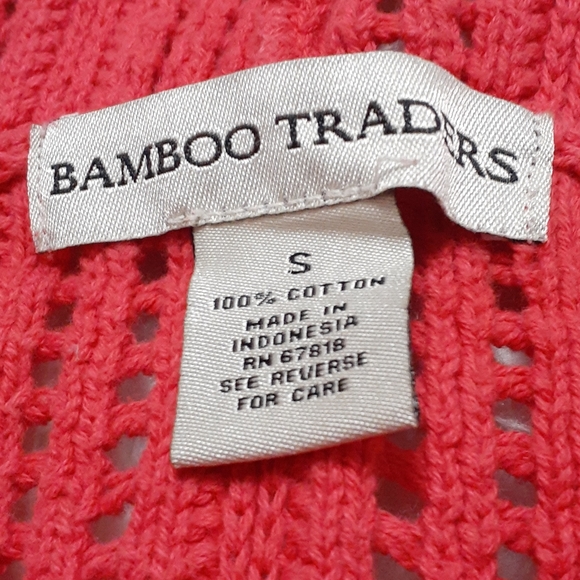 BAMBOO TRADERS
S
100% COTTON
MADE IN
INDONESIA
RN 67818
SEE REVERSE
FOR CARE